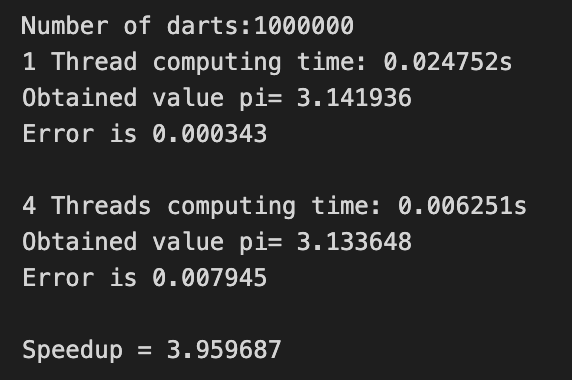 Number of darts:1000000
1 Thread computing time: 0.024752s
Obtained value pi= 3.141936
Error is 0.000343
4 Threads computing time: 0.006251s
Obtained value pi= 3.133648
Error is 0.007945
Speedup = 3.959687